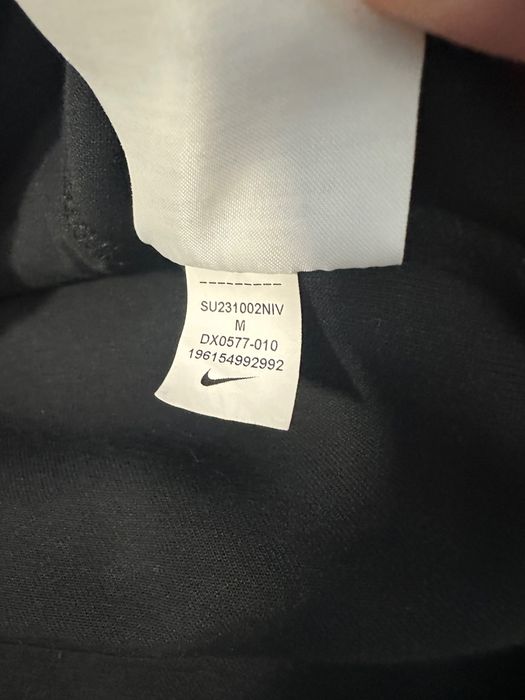 ---------
SU231002NIV
M
DX0577-010
196154992992